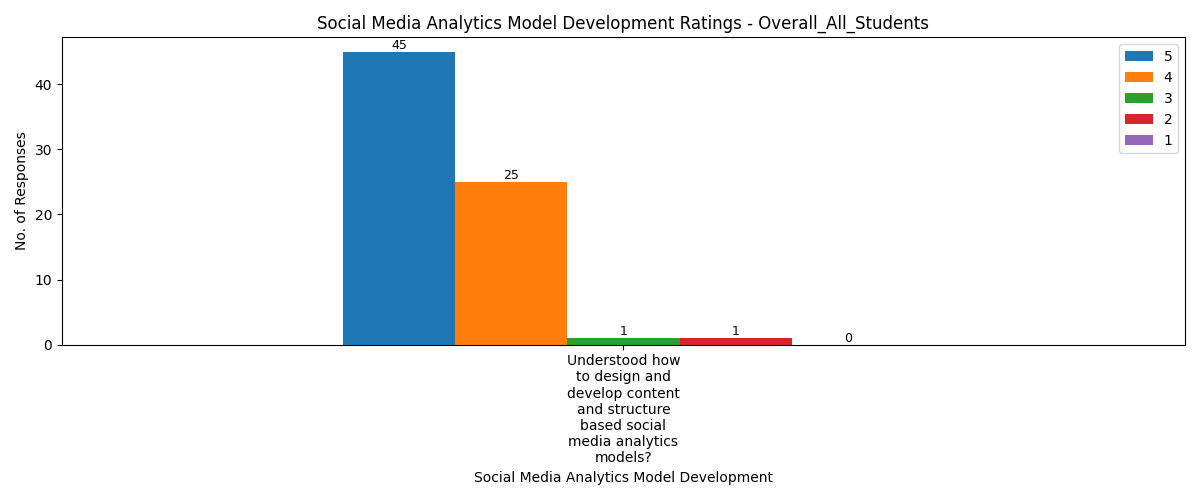 Social Media Analytics Model Development Ratings - Overall_All_Students
No. of Responses
40
30
20
10
0
45
25
1
1
0
5
4
3
2
1
Understood how
to design and
develop content
and structure
based social
media analytics
models?
Social Media Analytics Model Development